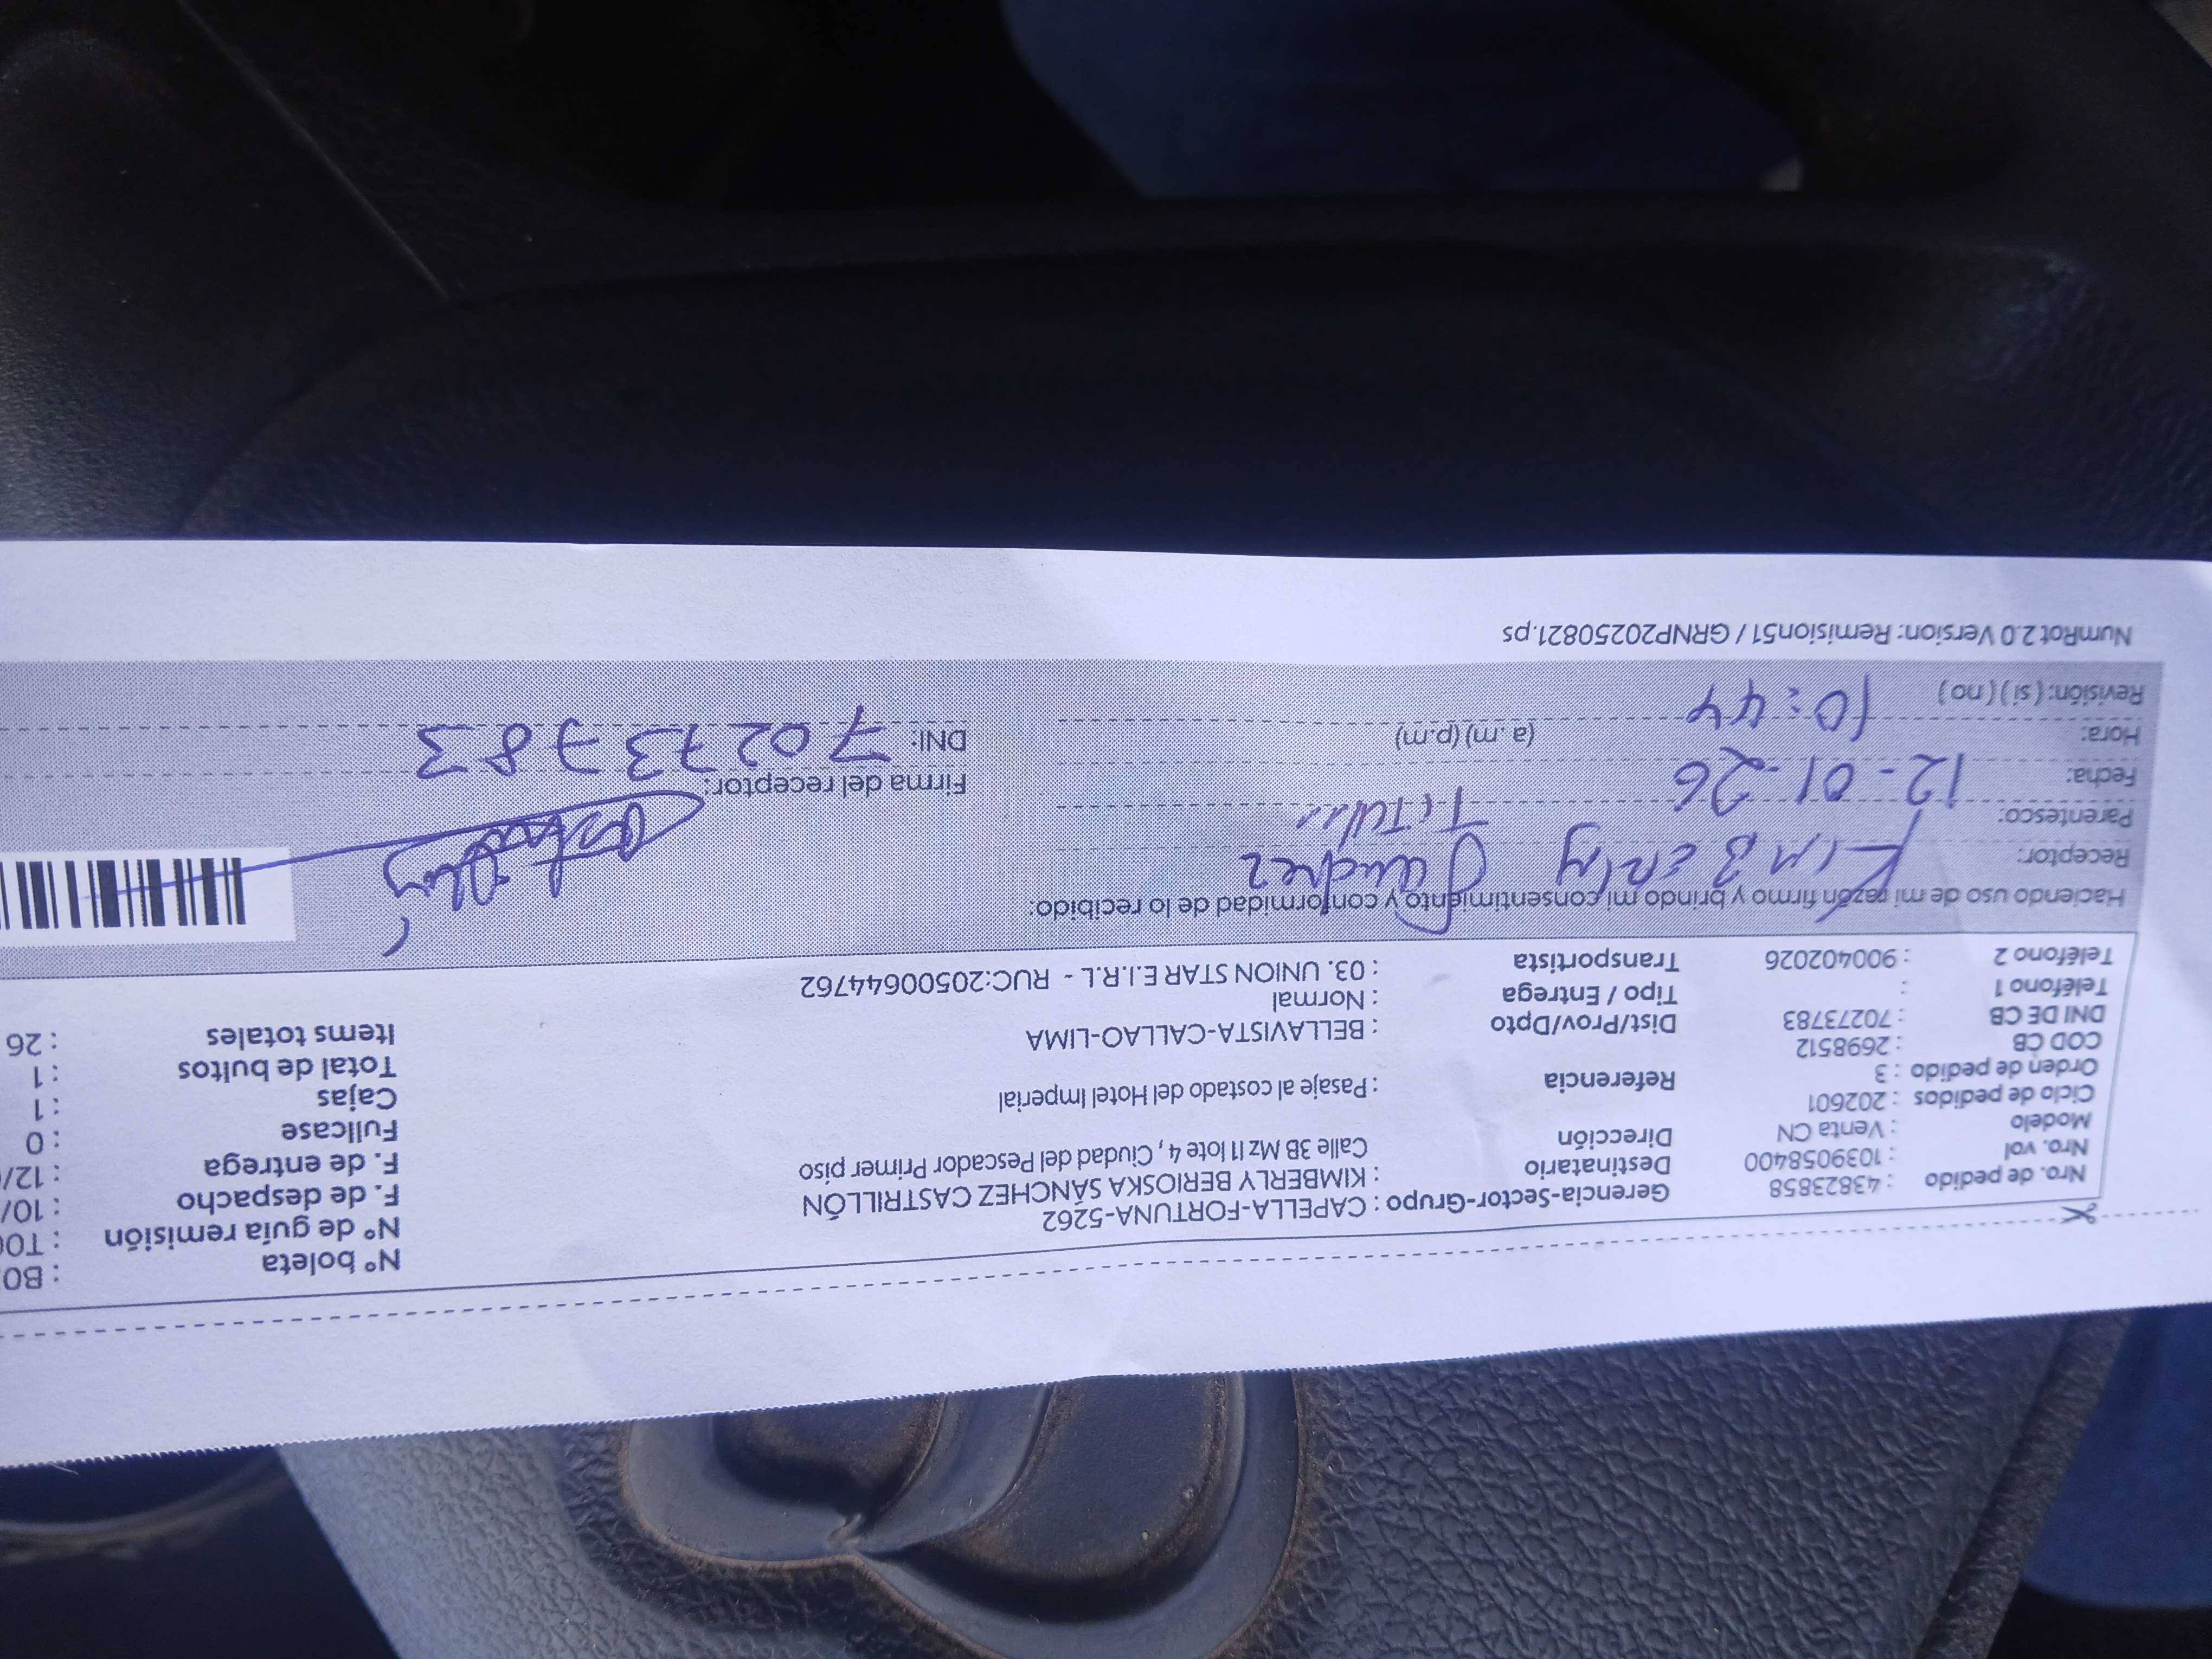 Nro. de pedido : 43823858
Nro. vol : 1039058400
Modelo : Venta CN
Ciclo de pedidos : 202601
Orden de pedido : 3
COD CB : 2698512
DNI DE CB : 70273783
Teléfono 1 :
Teléfono 2 : 900402026
Gerencia-Sector-Grupo : CAPELLA-FORTUNA-5262
Destinatario : KIMBERLY BERIOSKA SÁNCHEZ CASTRILLÓN
Dirección Calle 3B Mz I1 lote 4 , Ciudad del Pescador Primer piso
Referencia : Pasaje al costado del Hotel Imperial
Dist/Prov/Dpto : BELLAVISTA-CALLAO-LIMA
Tipo / Entrega : Normal
Transportista : 03. UNION STAR E.I.R.L - RUC:20500644762
N° boleta : B0
N° de guía remisión : T00
F. de despacho : 10/
F. de entrega : 12/
Fullcase : 0
Cajas : 1
Total de bultos : 1
Items totales : 26
Haciendo uso de mi razón firmo y brindo mi consentimiento y conformidad de lo recibido:
Receptor: Kimberly Sanchez
Parentesco: Titular
Fecha: 12-01-26
Hora: 10:44 (a .m) (p.m)
Revisión: ( si ) ( no )
Firma del receptor:
DNI: 70273783
NumRot 2.0 Version: Remision51 / GRNP20250821.ps